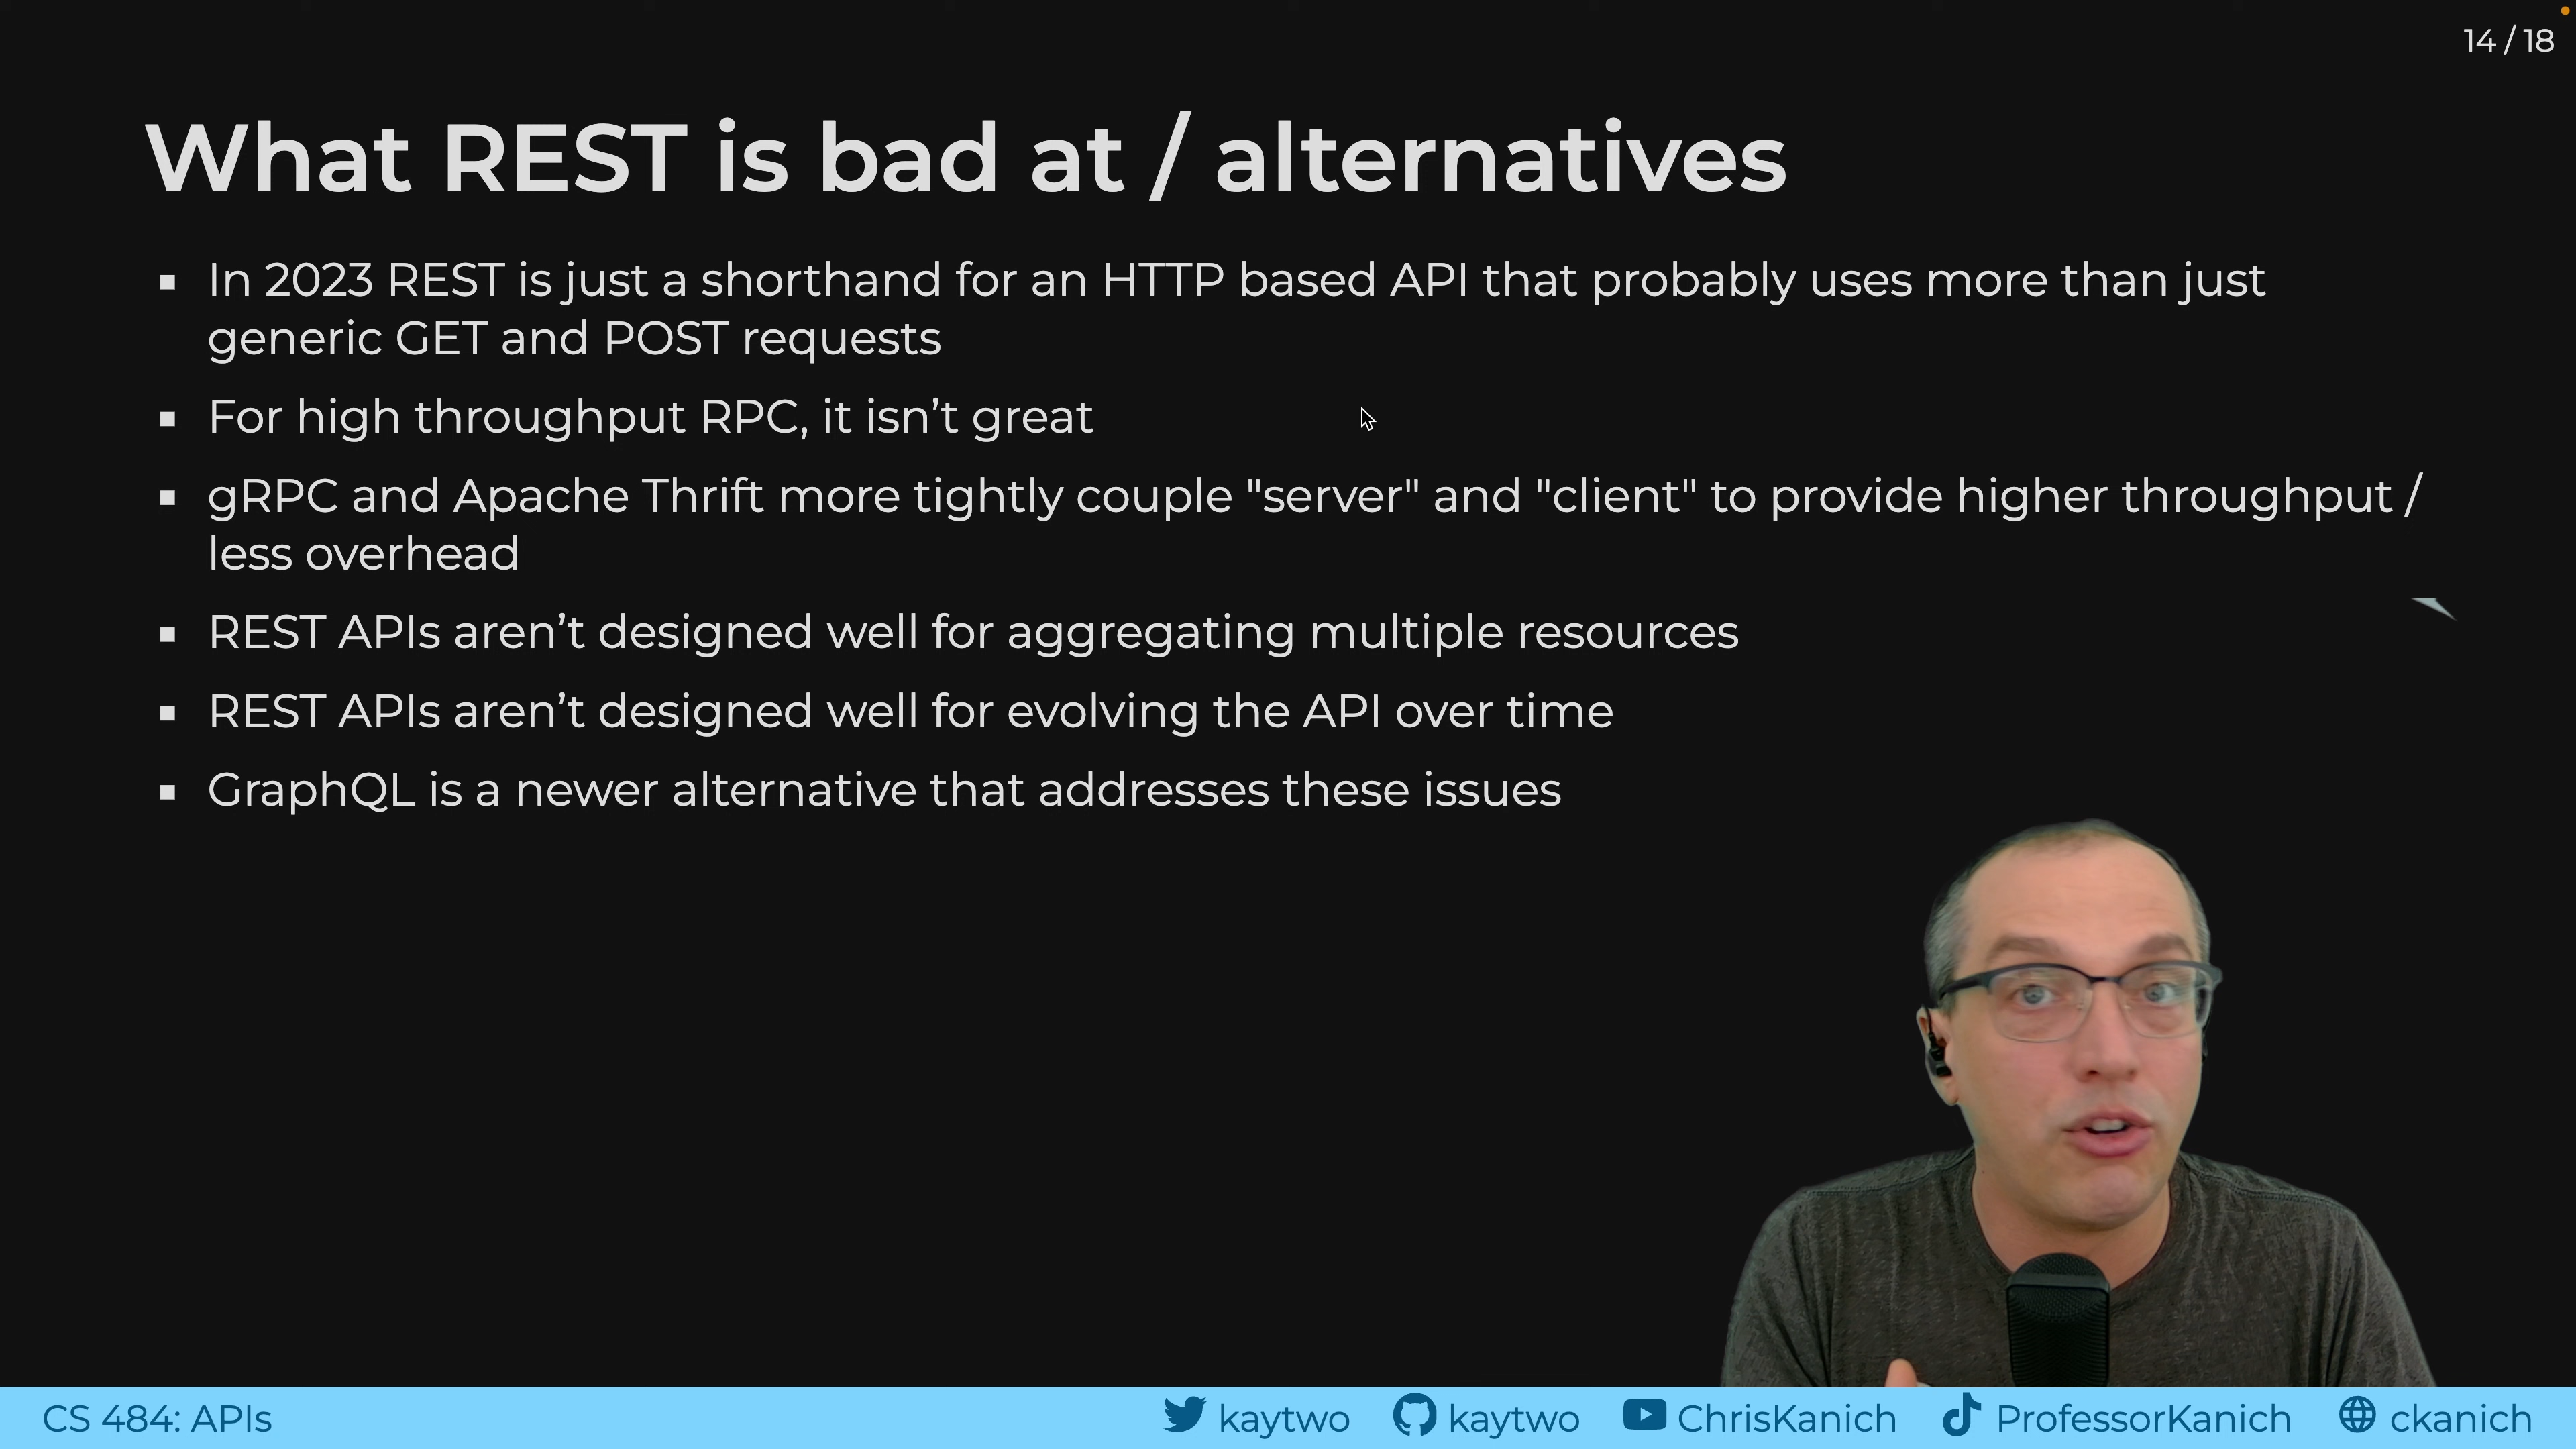 14 / 18
What REST is bad at / alternatives
In 2023 REST is just a shorthand for an HTTP based API that probably uses more than just
generic GET and POST requests
For high throughput RPC, it isn’t great
gRPC and Apache Thrift more tightly couple "server" and "client" to provide higher throughput /
less overhead
REST APIs aren’t designed well for aggregating multiple resources
REST APIs aren’t designed well for evolving the API over time
GraphQL is a newer alternative that addresses these issues
CS 484: APIs kaytwo kaytwo ChrisKanich ProfessorKanich ckanich